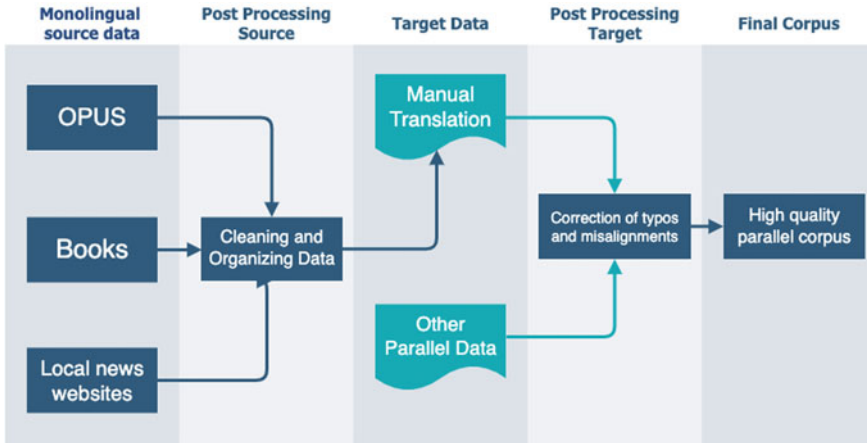 Monolingual
source data
Post Processing
Source
Target Data
Post Processing
Target
Final Corpus
OPUS
Books
Local news
websites
Cleaning and
Organizing Data
Manual
Translation
Other
Parallel Data
Correction of typos
and misalignments
High quality
parallel corpus